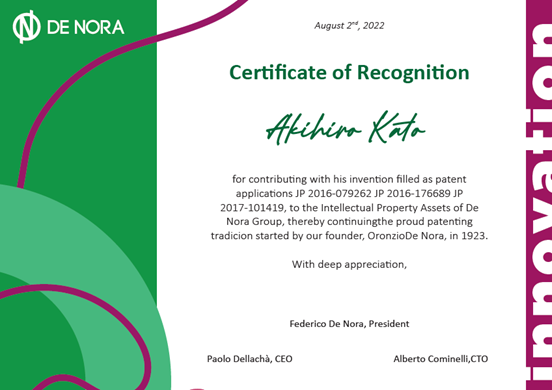 DE NORA
August 2nd, 2022
Certificate of Recognition
Akihiro Kato
for contributing with his invention filled as patent
applications JP 2016-079262 JP 2016-176689 JP
2017-101419, to the Intellectual Property Assets of De
Nora Group, thereby continuingthe proud patenting
tradicion started by our founder, OronzioDe Nora, in 1923.
With deep appreciation,
Federico De Nora, President
Paolo Dellachà, CEO
Alberto Cominelli,CTO
innovation